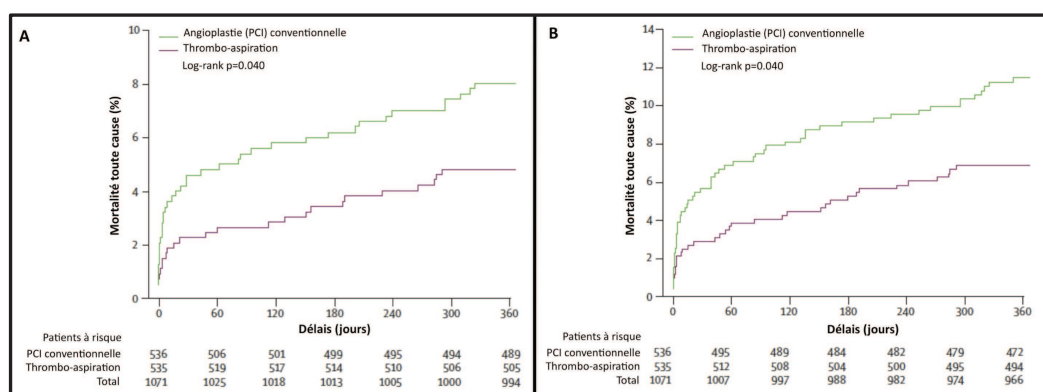 A
Angioplastie (PCI) conventionnelle
Thrombo-aspiration
Log-rank p=0.040
Mortalité toute cause (%)
10
8
6
4
2
0
0 60 120 180 240 300 360
Délais (jours)
Patients à risque
PCI conventionnelle 536 506 501 499 495 494 489
Thrombo-aspiration 535 519 517 514 510 506 505
Total 1071 1025 1018 1013 1005 1000 994
B
Angioplastie (PCI) conventionnelle
Thrombo-aspiration
Log-rank p=0.040
Mortalité toute cause (%)
14
12
10
8
6
4
2
0
0 60 120 180 240 300 360
Délais (jours)
Patients à risque
PCI conventionnelle 536 495 489 484 482 479 472
Thrombo-aspiration 535 512 508 504 500 495 494
Total 1071 1007 997 988 982 974 966